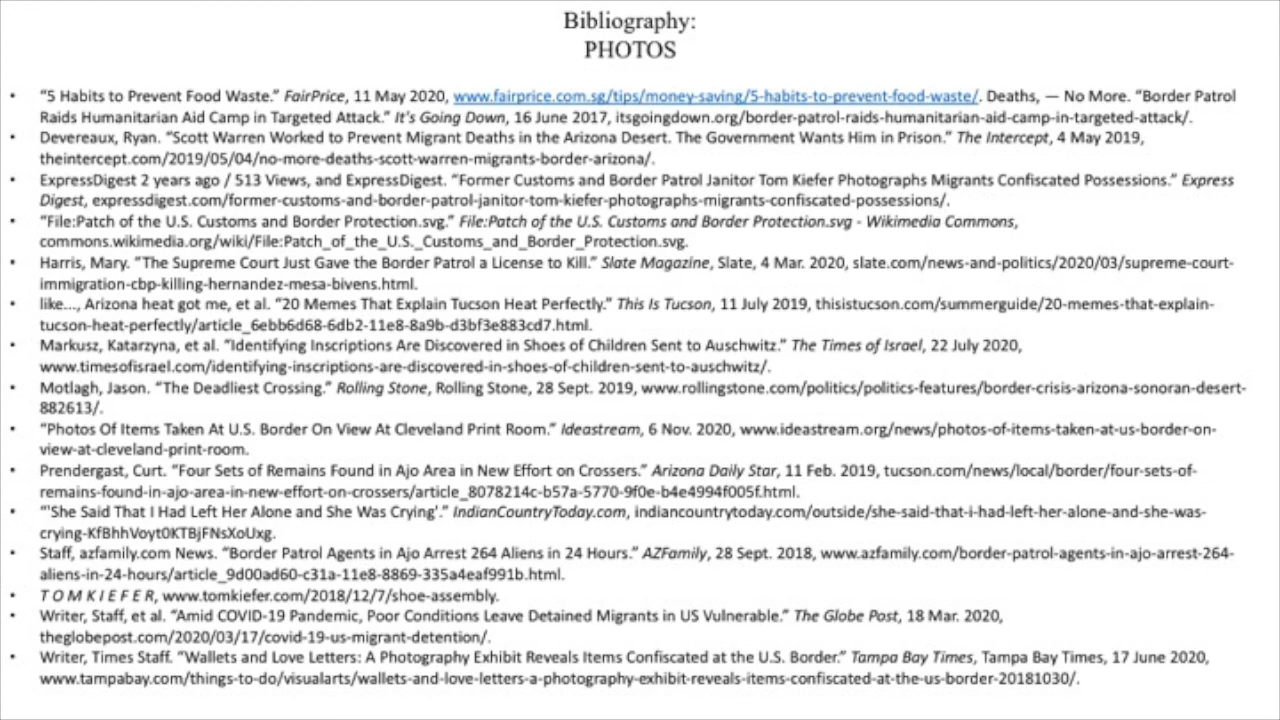 Bibliography:
PHOTOS
• “5 Habits to Prevent Food Waste.” FairPrice, 11 May 2020, www.fairprice.com.sg/tips/money-saving/5-habits-to-prevent-food-waste/. Deaths, — No More. “Border Patrol
Raids Humanitarian Aid Camp in Targeted Attack.” It's Going Down, 16 June 2017, itsgoingdown.org/border-patrol-raids-humanitarian-aid-camp-in-targeted-attack/.
• Devereaux, Ryan. “Scott Warren Worked to Prevent Migrant Deaths in the Arizona Desert. The Government Wants Him in Prison.” The Intercept, 4 May 2019,
theintercept.com/2019/05/04/no-more-deaths-scott-warren-migrants-border-arizona/.
• ExpressDigest 2 years ago / 513 Views, and ExpressDigest. “Former Customs and Border Patrol Janitor Tom Kiefer Photographs Migrants Confiscated Possessions.” Express
Digest, expressdigest.com/former-customs-and-border-patrol-janitor-tom-kiefer-photographs-migrants-confiscated-possessions/.
• “File:Patch of the U.S. Customs and Border Protection.svg.” File:Patch of the U.S. Customs and Border Protection.svg - Wikimedia Commons,
commons.wikimedia.org/wiki/File:Patch_of_the_U.S._Customs_and_Border_Protection.svg.
• Harris, Mary. “The Supreme Court Just Gave the Border Patrol a License to Kill.” Slate Magazine, Slate, 4 Mar. 2020, slate.com/news-and-politics/2020/03/supreme-court-
immigration-cbp-killing-hernandez-mesa-bivens.html.
• like..., Arizona heat got me, et al. “20 Memes That Explain Tucson Heat Perfectly.” This Is Tucson, 11 July 2019, thisistucson.com/summerguide/20-memes-that-explain-
tucson-heat-perfectly/article_6ebb6d68-6db2-11e8-8a9b-d3bf3e883cd7.html.
• Markusz, Katarzyna, et al. “Identifying Inscriptions Are Discovered in Shoes of Children Sent to Auschwitz.” The Times of Israel, 22 July 2020,
www.timesofisrael.com/identifying-inscriptions-are-discovered-in-shoes-of-children-sent-to-auschwitz/.
• Motlagh, Jason. “The Deadliest Crossing.” Rolling Stone, Rolling Stone, 28 Sept. 2019, www.rollingstone.com/politics/politics-features/border-crisis-arizona-sonoran-desert-
882613/.
• “Photos Of Items Taken At U.S. Border On View At Cleveland Print Room.” Ideastream, 6 Nov. 2020, www.ideastream.org/news/photos-of-items-taken-at-us-border-on-
view-at-cleveland-print-room.
• Prendergast, Curt. “Four Sets of Remains Found in Ajo Area in New Effort on Crossers.” Arizona Daily Star, 11 Feb. 2019, tucson.com/news/local/border/four-sets-of-
remains-found-in-ajo-area-in-new-effort-on-crossers/article_8078214c-b57a-5770-9f0e-b4e4994f005f.html.
• “'She Said That I Had Left Her Alone and She Was Crying'.” IndianCountryToday.com, indiancountrytoday.com/outside/she-said-that-i-had-left-her-alone-and-she-was-
crying-KfBhhVoyt0KTBjFNsXoUxg.
• Staff, azfamily.com News. “Border Patrol Agents in Ajo Arrest 264 Aliens in 24 Hours.” AZFamily, 28 Sept. 2018, www.azfamily.com/border-patrol-agents-in-ajo-arrest-264-
aliens-in-24-hours/article_9d00ad60-c31a-11e8-8869-335a4eaf991b.html.
• T O M K I E F E R, www.tomkiefer.com/2018/12/7/shoe-assembly.
• Writer, Staff, et al. “Amid COVID-19 Pandemic, Poor Conditions Leave Detained Migrants in US Vulnerable.” The Globe Post, 18 Mar. 2020,
theglobepost.com/2020/03/17/covid-19-us-migrant-detention/.
• Writer, Times Staff. “Wallets and Love Letters: A Photography Exhibit Reveals Items Confiscated at the U.S. Border.” Tampa Bay Times, Tampa Bay Times, 17 June 2020,
www.tampabay.com/things-to-do/visualarts/wallets-and-love-letters-a-photography-exhibit-reveals-items-confiscated-at-the-us-border-20181030/.